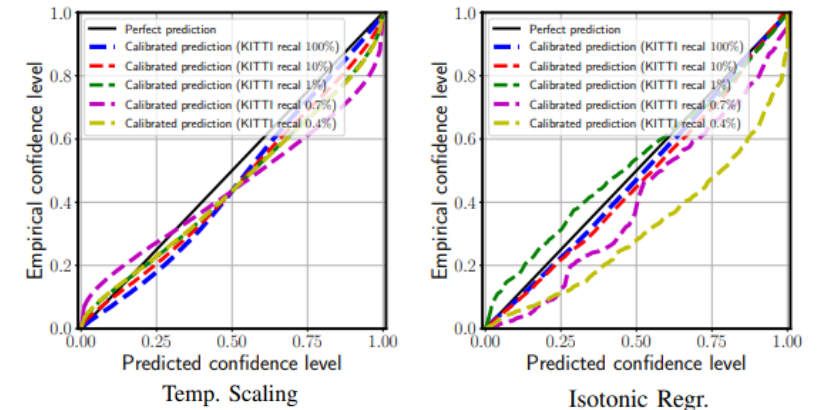 Empirical confidence level
1.0
0.8
0.6
0.4
0.2
0.0
Perfect prediction
Calibrated prediction (KITTI recal 100%)
Calibrated prediction (KITTI recal 10%)
Calibrated prediction (KITTI recal 1%)
Calibrated prediction (KITTI recal 0.7%)
Calibrated prediction (KITTI recal 0.4%)
0.00 0.25 0.50 0.75 1.00
Predicted confidence level
Temp. Scaling
Empirical confidence level
1.0
0.8
0.6
0.4
0.2
0.0
Perfect prediction
Calibrated prediction (KITTI recal 100%)
Calibrated prediction (KITTI recal 10%)
Calibrated prediction (KITTI recal 1%)
Calibrated prediction (KITTI recal 0.7%)
Calibrated prediction (KITTI recal 0.4%)
0.00 0.25 0.50 0.75 1.00
Predicted confidence level
Isotonic Regr.